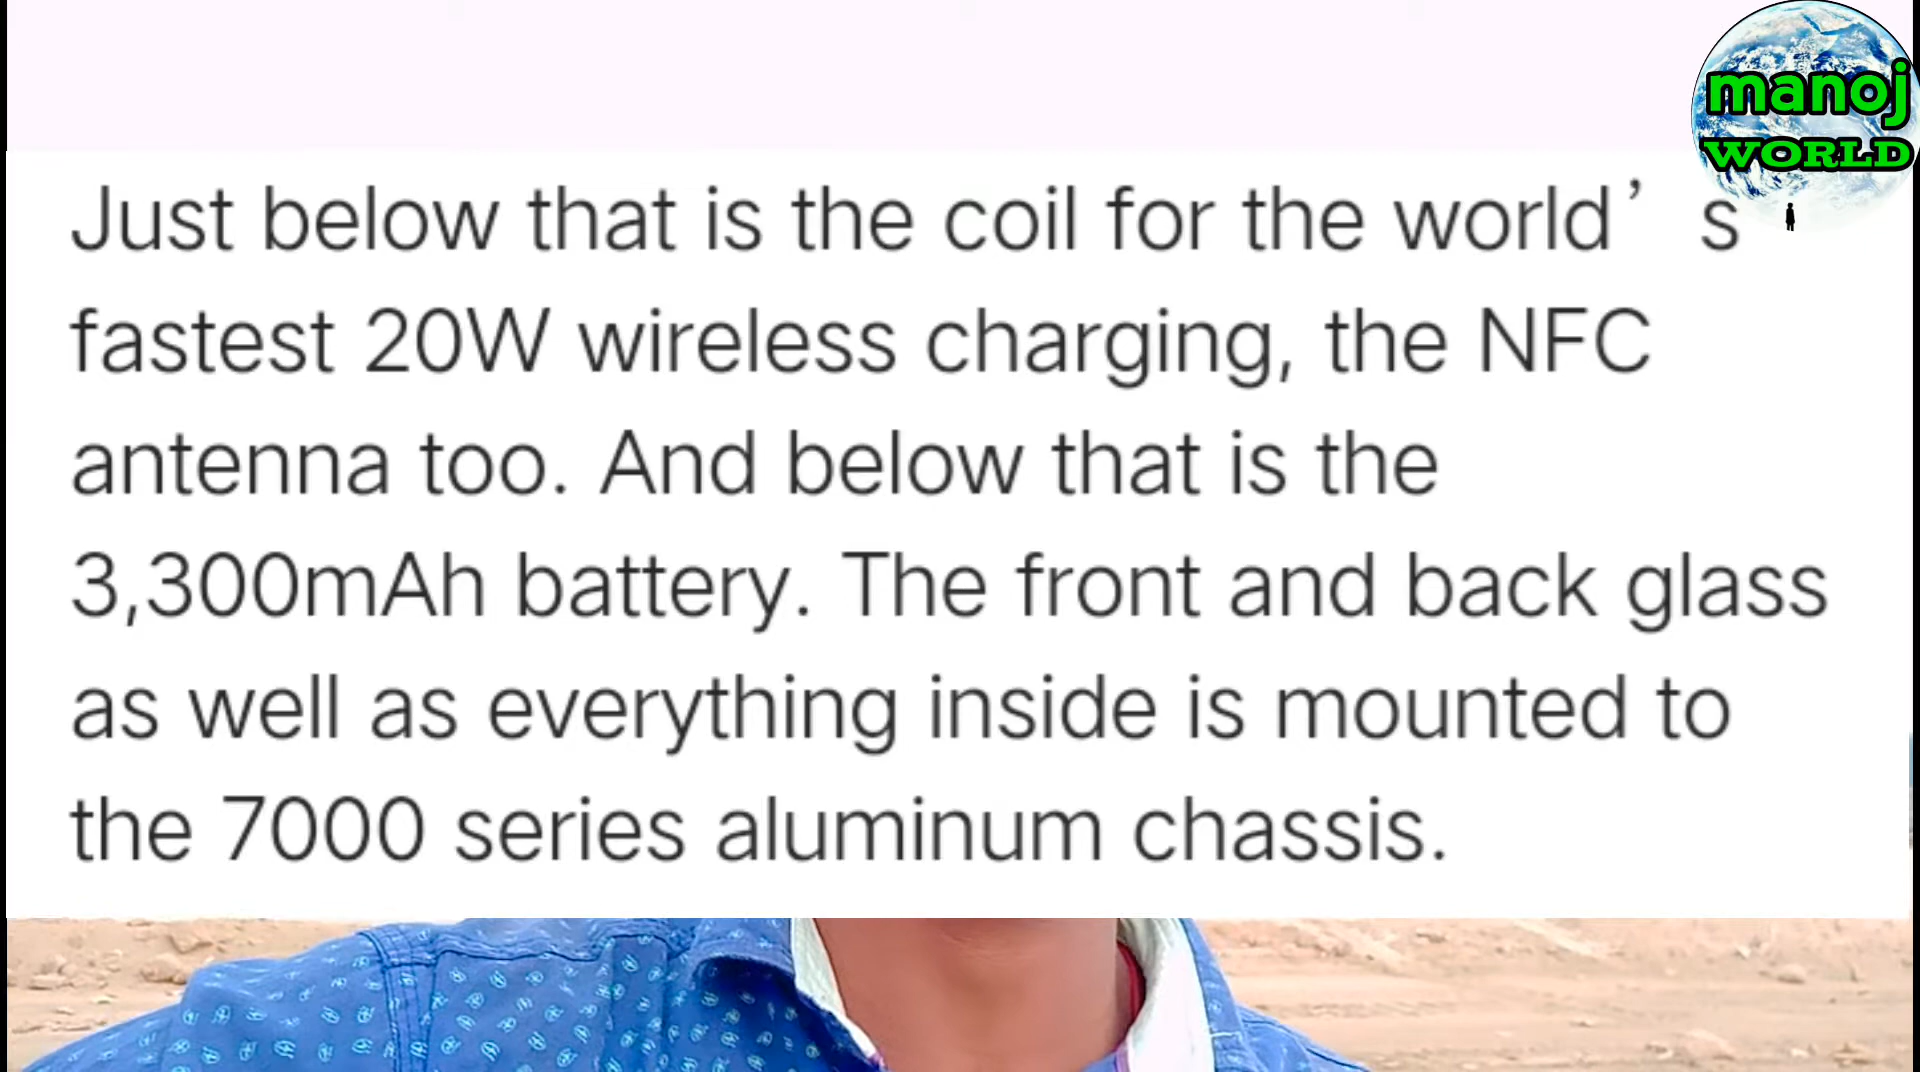 manoj
WORLD
Just below that is the coil for the world’s
fastest 20W wireless charging, the NFC
antenna too. And below that is the
3,300mAh battery. The front and back glass
as well as everything inside is mounted to
the 7000 series aluminum chassis.